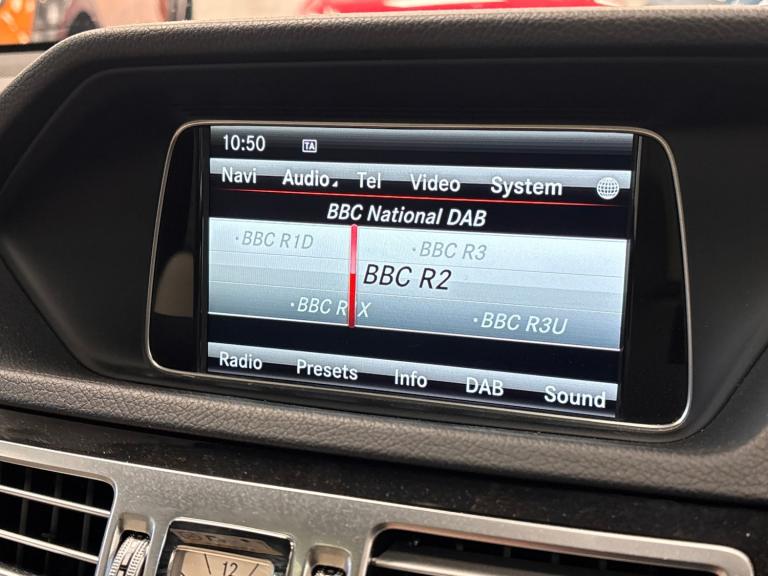 10:50 TA
Navi Audio Tel Video System
BBC National DAB
·BBC R1D ·BBC R3
BBC R2
·BBC R1X ·BBC R3U
Radio Presets Info DAB Sound
12